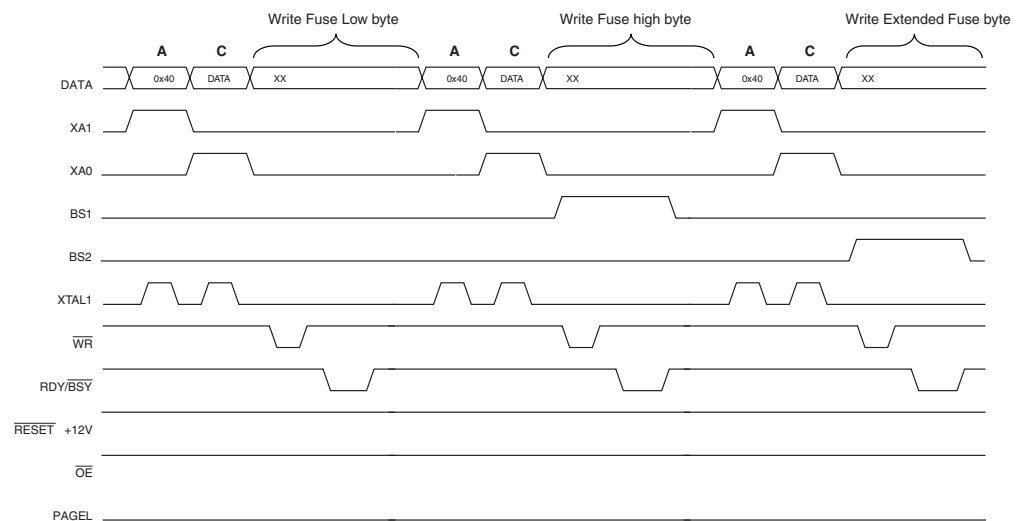 Write Fuse Low byte Write Fuse high byte Write Extended Fuse byte
A C A C A C
DATA 0x40 DATA XX 0x40 DATA XX 0x40 DATA XX
XA1
XA0
BS1
BS2
XTAL1
WR
RDY/BSY
RESET +12V
OE
PAGEL